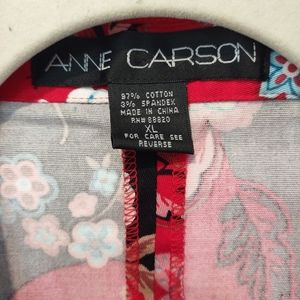 ANNE CARSON
97% COTTON
3% SPANDEX
MADE IN CHINA
RN# 88820
XL
FOR CARE SEE
REVERSE